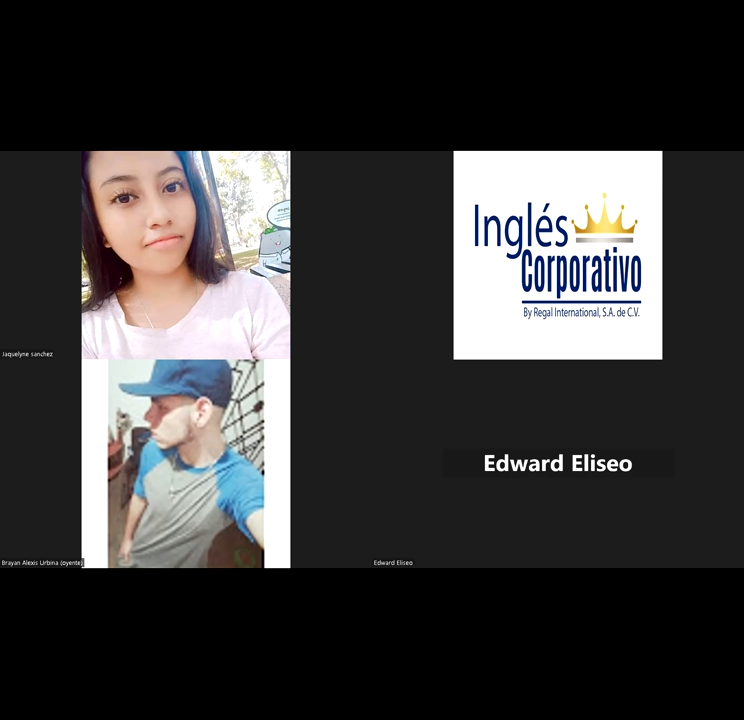 Jaquelyne sanchez
Inglés
Corporativo
By Regal International, S.A. de C.V.
Brayan Alexis Urbina (oyente)
Edward Eliseo
Edward Eliseo